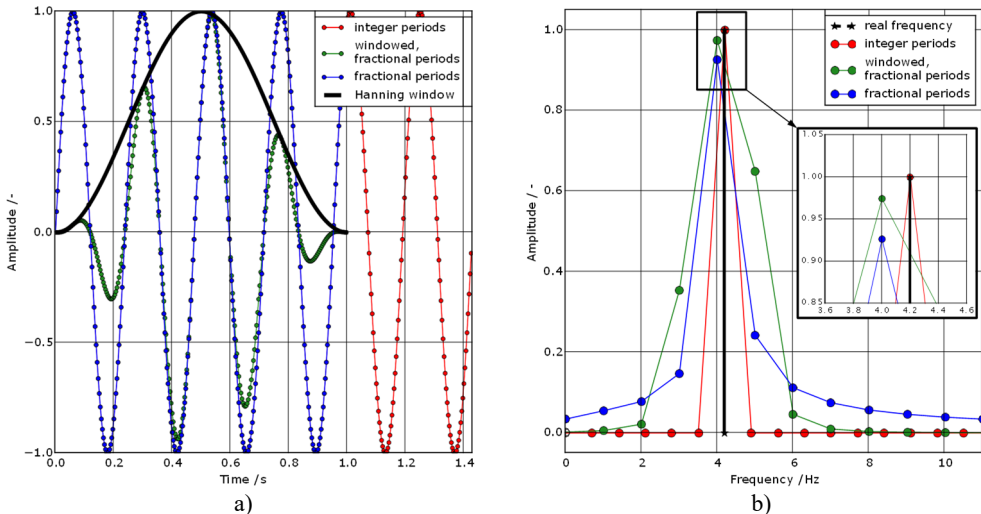 1.0
0.5
0.0
−0.5
−1.0
Amplitude /-
0.0 0.2 0.4 0.6 0.8 1.0 1.2 1.4
Time /s
integer periods
windowed,
fractional periods
fractional periods
Hanning window
a)
1.0
0.8
0.6
0.4
0.2
0.0
Amplitude /-
0 2 4 6 8 10
Frequency /Hz
real frequency
integer periods
windowed,
fractional periods
fractional periods
1.05
1.00
0.95
0.90
0.85
3.6 3.8 4.0 4.2 4.4 4.6
b)